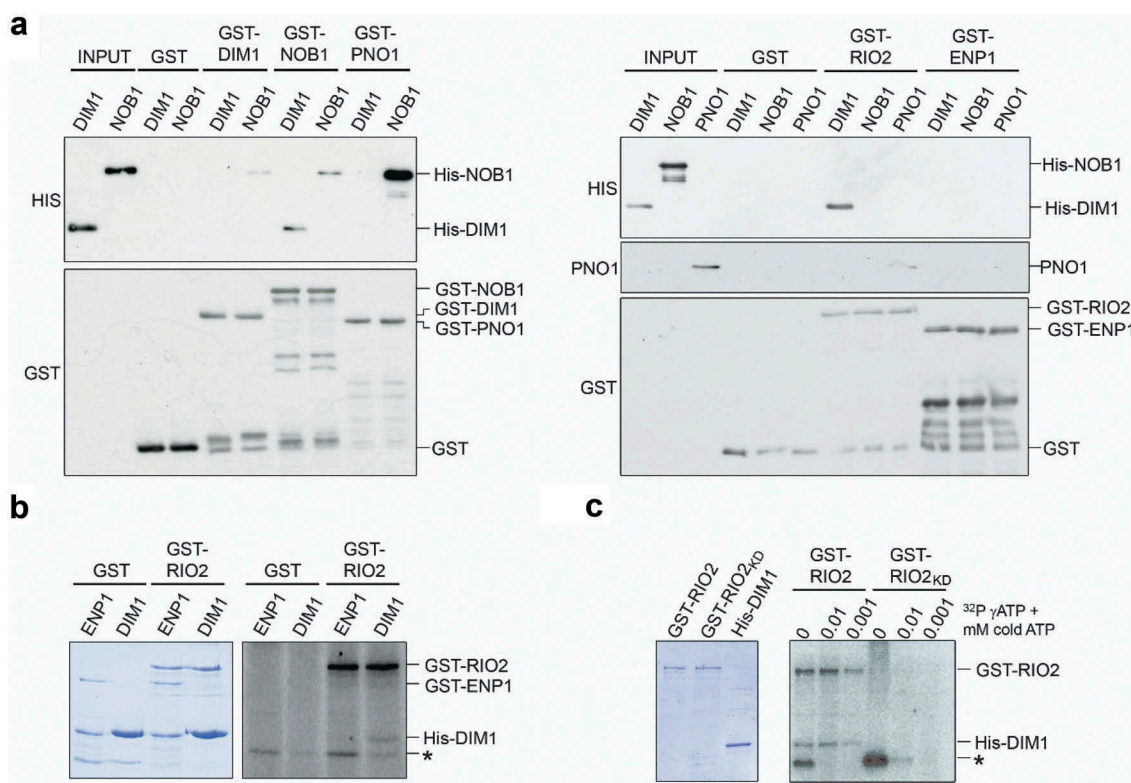 a
INPUT GST GST-DIM1 GST-NOB1 GST-PNO1
DIM1 NOB1 DIM1 NOB1 DIM1 NOB1 DIM1 NOB1 DIM1 NOB1
HIS
His-NOB1
His-DIM1
GST
GST-NOB1
GST-DIM1
GST-PNO1
GST
INPUT GST GST-RIO2 GST-ENP1
DIM1 NOB1 PNO1 DIM1 NOB1 PNO1 DIM1 NOB1 PNO1 DIM1 NOB1 PNO1
HIS
His-NOB1
His-DIM1
PNO1
PNO1
GST
GST-RIO2
GST-ENP1
GST
b
GST GST-RIO2 GST GST-RIO2
ENP1 DIM1 ENP1 DIM1 ENP1 DIM1 ENP1 DIM1
GST-RIO2
GST-ENP1
His-DIM1
*
c
GST-RIO2 GST-RIO2KD His-DIM1
GST-RIO2 GST-RIO2KD
0 0.01 0.001 0 0.01 0.001
32P γATP +
mM cold ATP
GST-RIO2
His-DIM1
*